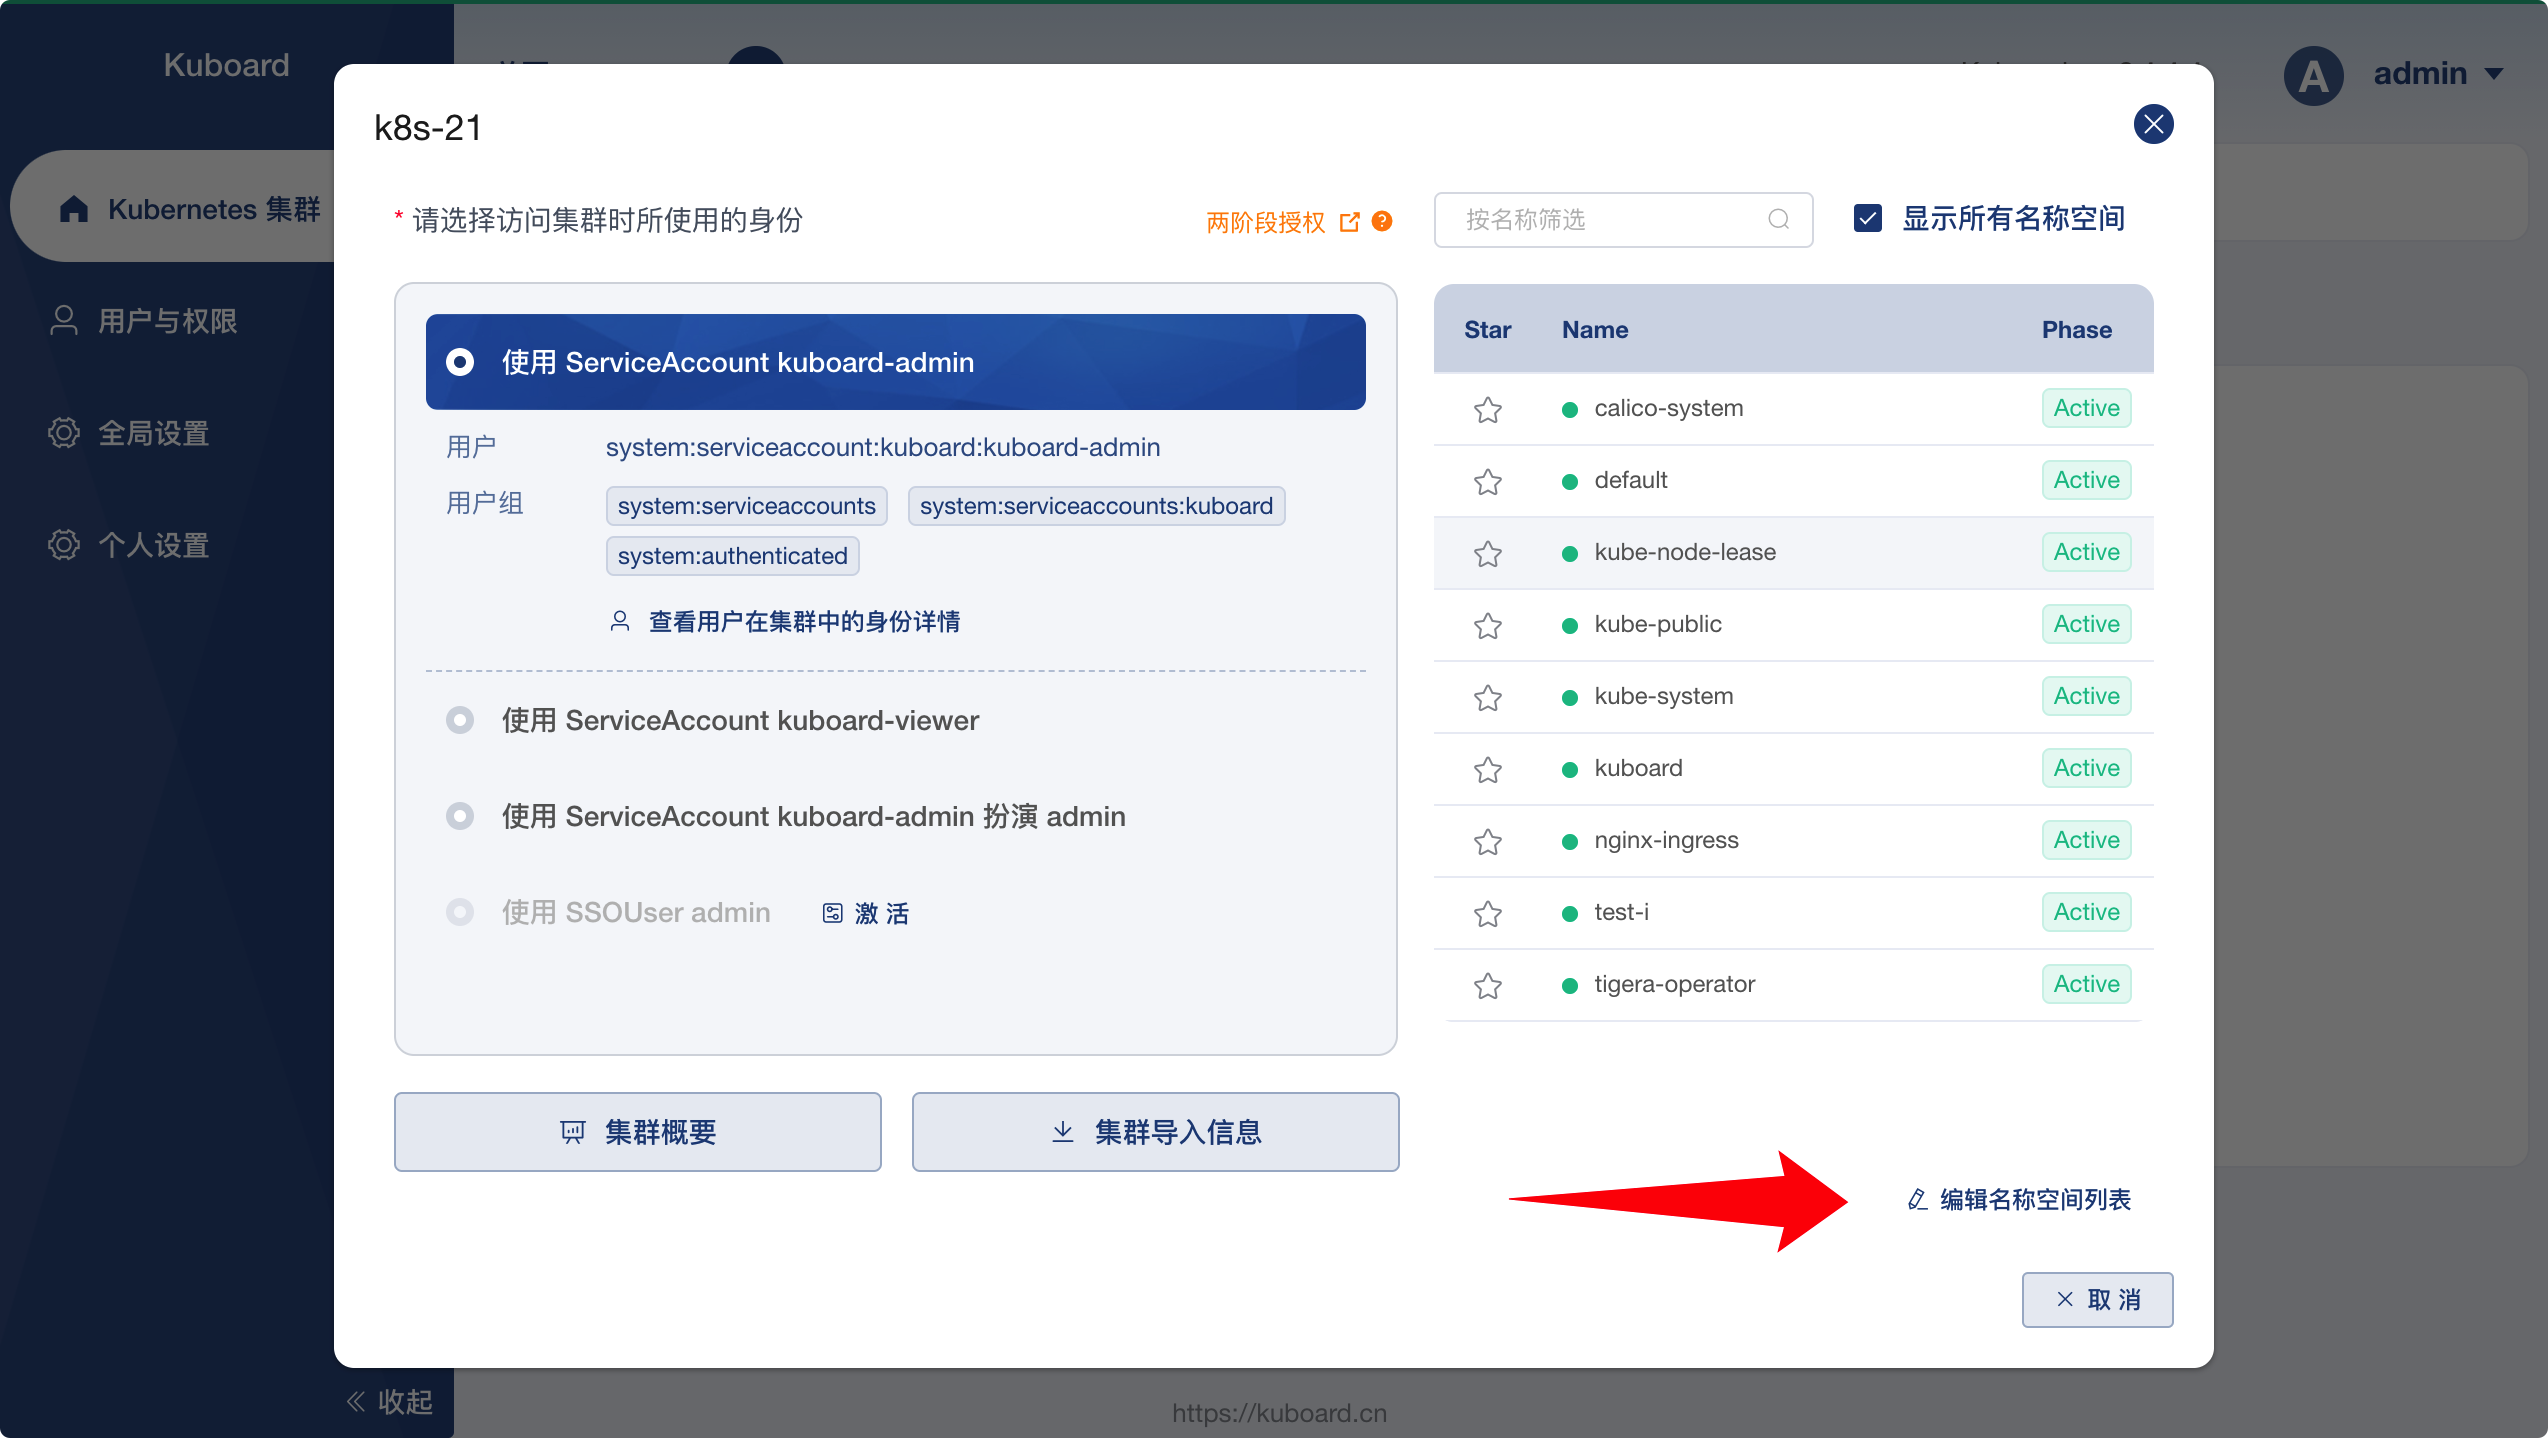 Kuboard
A
admin
Kubernetes 集群
用户与权限
全局设置
个人设置
收起
k8s-21
* 请选择访问集群时所使用的身份
两阶段授权
使用 ServiceAccount kuboard-admin
用户
system:serviceaccount:kuboard:kuboard-admin
用户组
system:serviceaccounts system:serviceaccounts:kuboard
system:authenticated
查看用户在集群中的身份详情
使用 ServiceAccount kuboard-viewer
使用 ServiceAccount kuboard-admin 扮演 admin
使用 SSOUser admin 激 活
集群概要
集群导入信息
按名称筛选
显示所有名称空间
Star Name Phase
calico-system Active
default Active
kube-node-lease Active
kube-public Active
kube-system Active
kuboard Active
nginx-ingress Active
test-i Active
tigera-operator Active
编辑名称空间列表
取 消
https://kuboard.cn